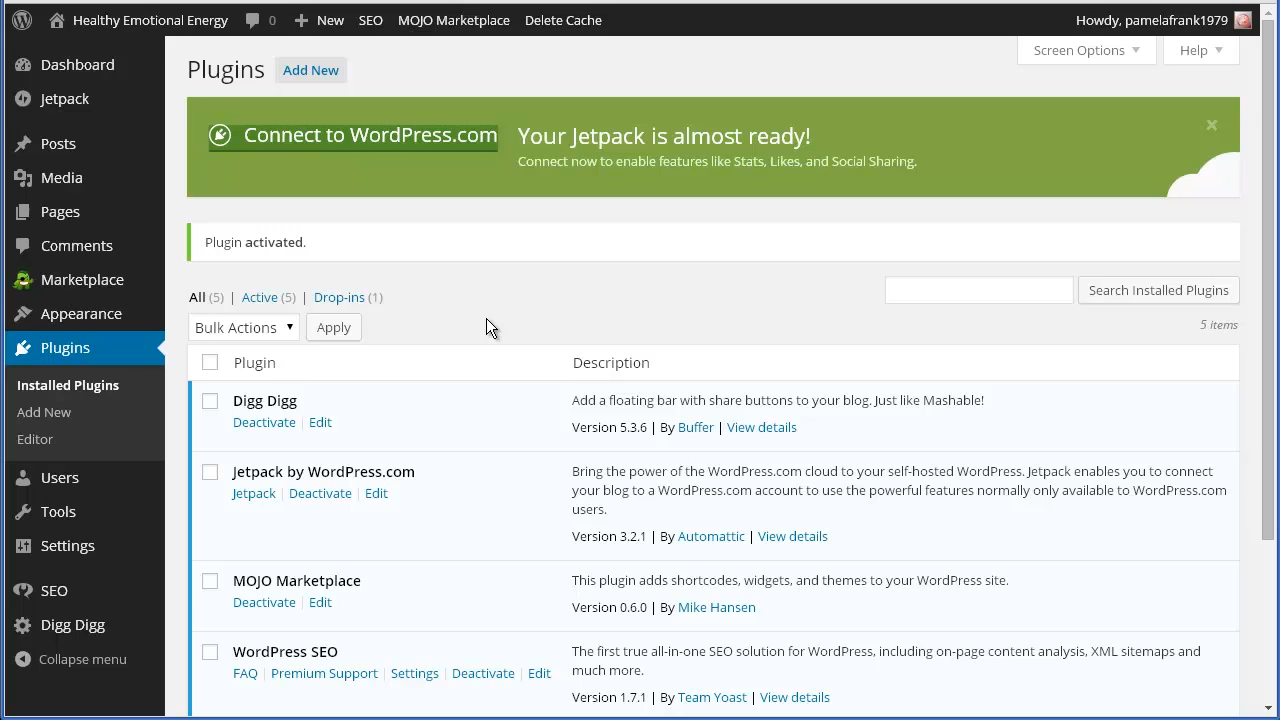 Healthy Emotional Energy 0 New SEO MOJO Marketplace Delete Cache Howdy, pamelafrank1979
Dashboard
Jetpack
Posts
Media
Pages
Comments
Marketplace
Appearance
Plugins
Installed Plugins
Add New
Editor
Users
Tools
Settings
SEO
Digg Digg
Collapse menu
Screen Options Help
Plugins Add New
Connect to WordPress.com
Your Jetpack is almost ready!
Connect now to enable features like Stats, Likes, and Social Sharing.
Plugin activated.
All (5) | Active (5) | Drop-ins (1)
Search Installed Plugins
Bulk Actions Apply
5 items
Plugin Description
Digg Digg
Deactivate | Edit
Add a floating bar with share buttons to your blog. Just like Mashable!
Version 5.3.6 | By Buffer | View details
Jetpack by WordPress.com
Jetpack | Deactivate | Edit
Bring the power of the WordPress.com cloud to your self-hosted WordPress. Jetpack enables you to connect
your blog to a WordPress.com account to use the powerful features normally only available to WordPress.com
users.
Version 3.2.1 | By Automattic | View details
MOJO Marketplace
Deactivate | Edit
This plugin adds shortcodes, widgets, and themes to your WordPress site.
Version 0.6.0 | By Mike Hansen
WordPress SEO
FAQ | Premium Support | Settings | Deactivate | Edit
The first true all-in-one SEO solution for WordPress, including on-page content analysis, XML sitemaps and
much more.
Version 1.7.1 | By Team Yoast | View details